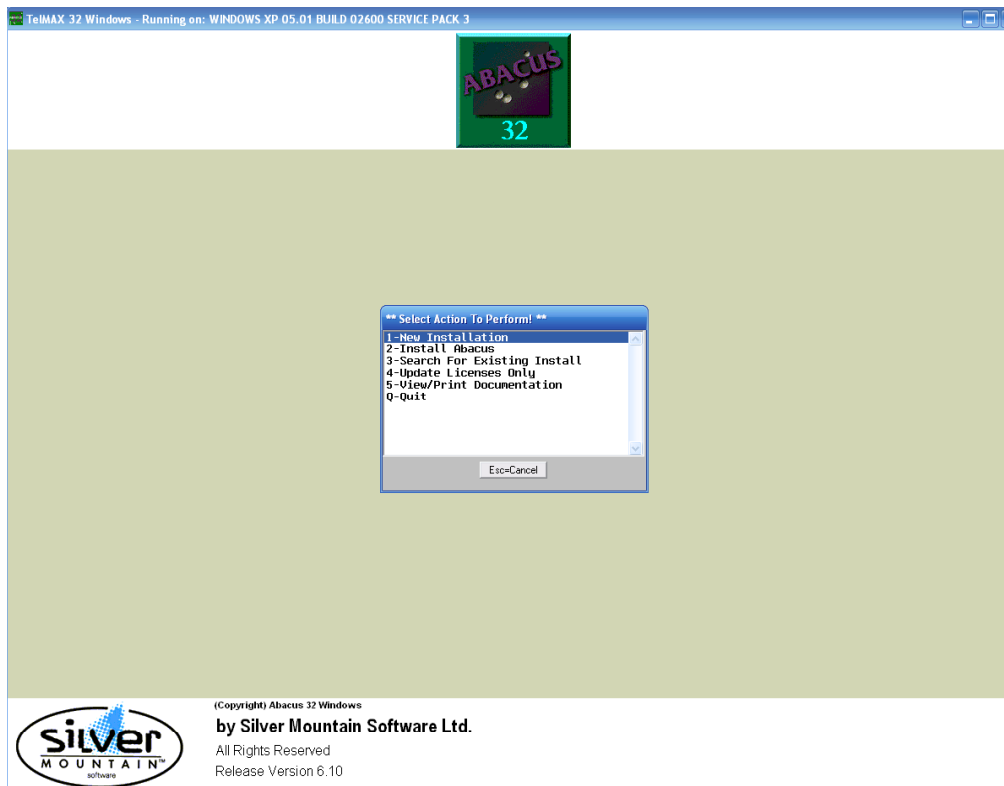 TelMAX 32 Windows - Running on: WINDOWS XP 05.01 BUILD 02600 SERVICE PACK 3
ABACUS
32
** Select Action To Perform! **
1-New Installation
2-Install Abacus
3-Search For Existing Install
4-Update Licenses Only
5-View/Print Documentation
Q-Quit
Esc=Cancel
(Copyright) Abacus 32 Windows
by Silver Mountain Software Ltd.
All Rights Reserved
Release Version 6.10
silver
MOUNTAIN™
software